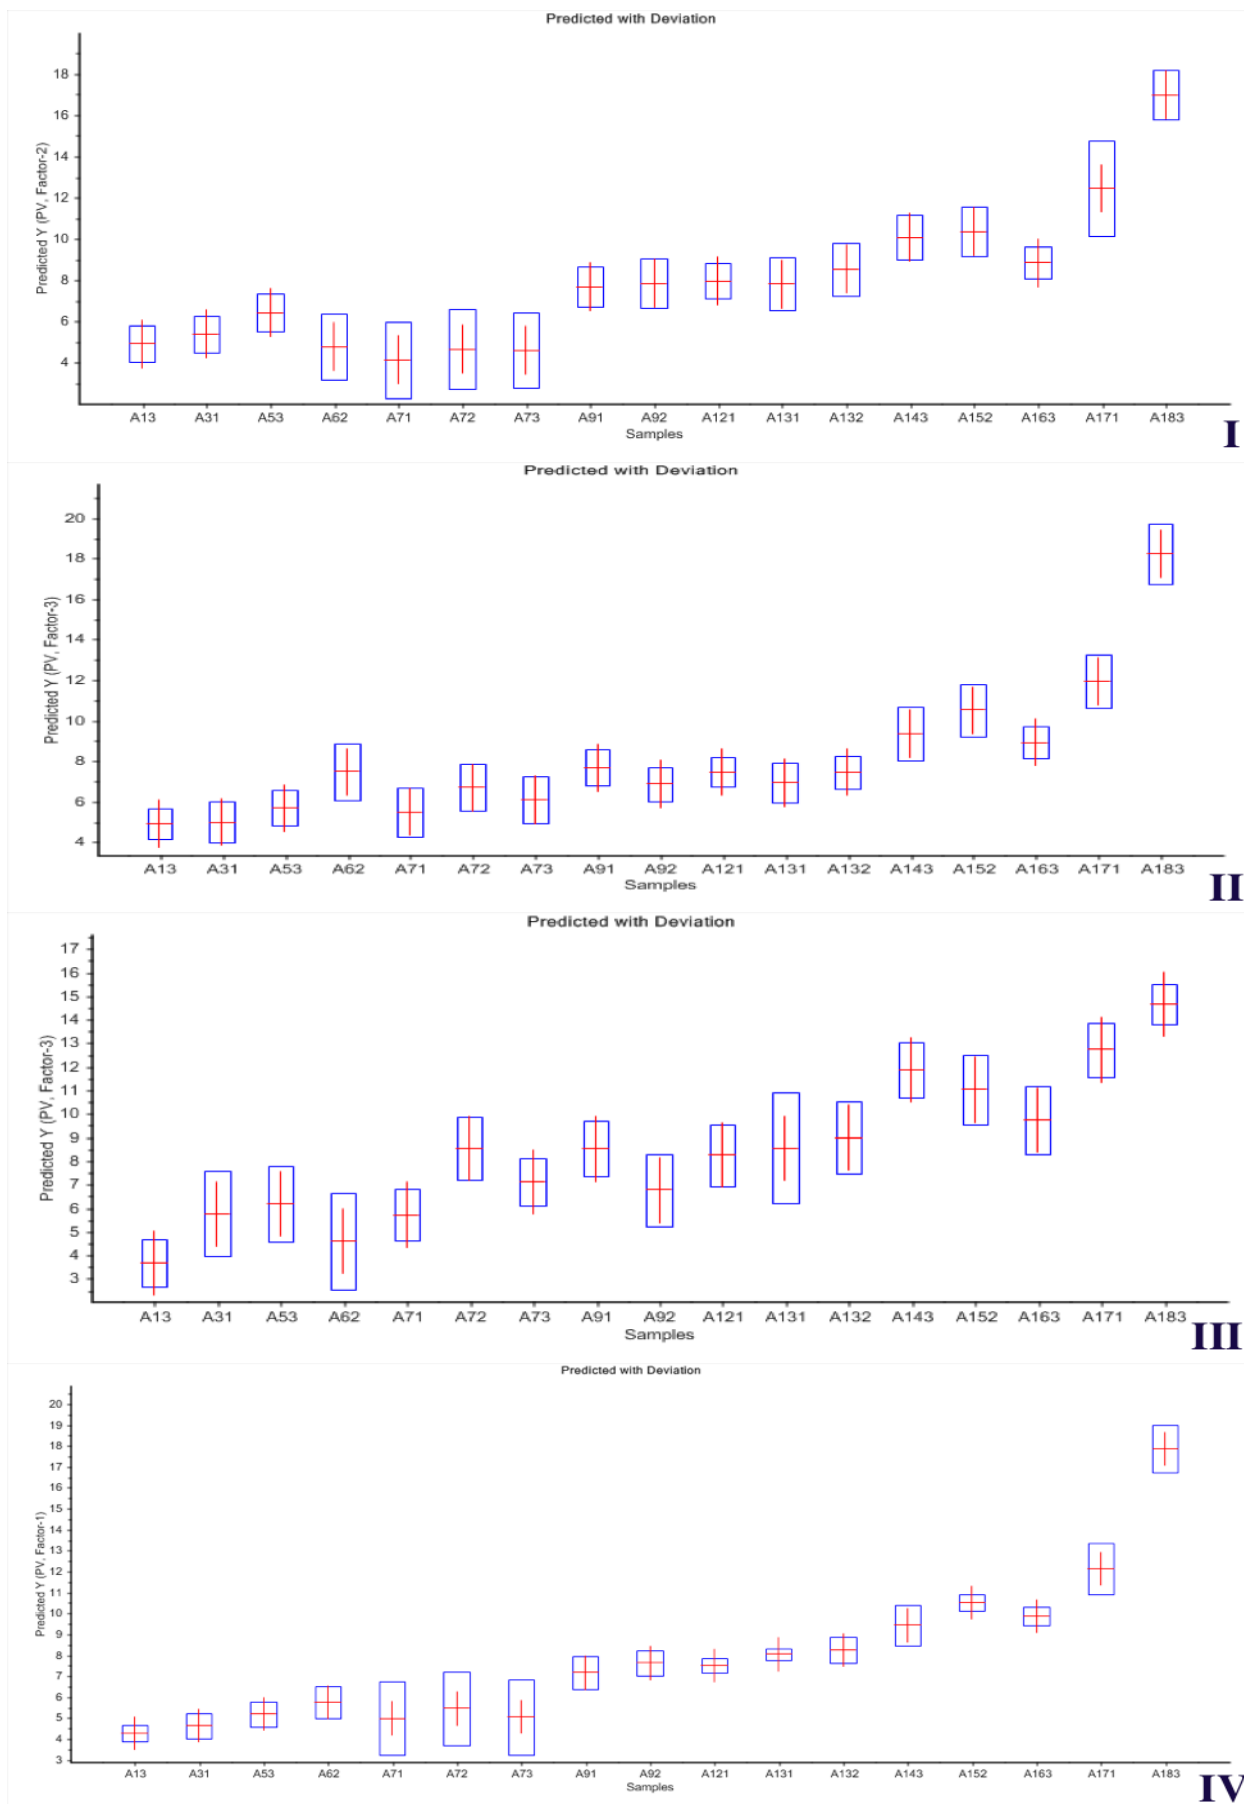 Predicted with Deviation
Predicted Y (PV, Factor-2)
18
16
14
12
10
8
6
4
A13 A31 A53 A62 A71 A72 A73 A91 A92 A121 A131 A132 A143 A152 A163 A171 A183
Samples
I
Predicted with Deviation
Predicted Y (PV, Factor-3)
20
18
16
14
12
10
8
6
4
A13 A31 A53 A62 A71 A72 A73 A91 A92 A121 A131 A132 A143 A152 A163 A171 A183
Samples
II
Predicted with Deviation
Predicted Y (PV, Factor-3)
17
16
15
14
13
12
11
10
9
8
7
6
5
4
3
A13 A31 A53 A62 A71 A72 A73 A91 A92 A121 A131 A132 A143 A152 A163 A171 A183
Samples
III
Predicted with Deviation
Predicted Y (PV, Factor-1)
20
19
18
17
16
15
14
13
12
11
10
9
8
7
6
5
4
3
A13 A31 A53 A62 A71 A72 A73 A91 A92 A121 A131 A132 A143 A152 A163 A171 A183
Samples
IV